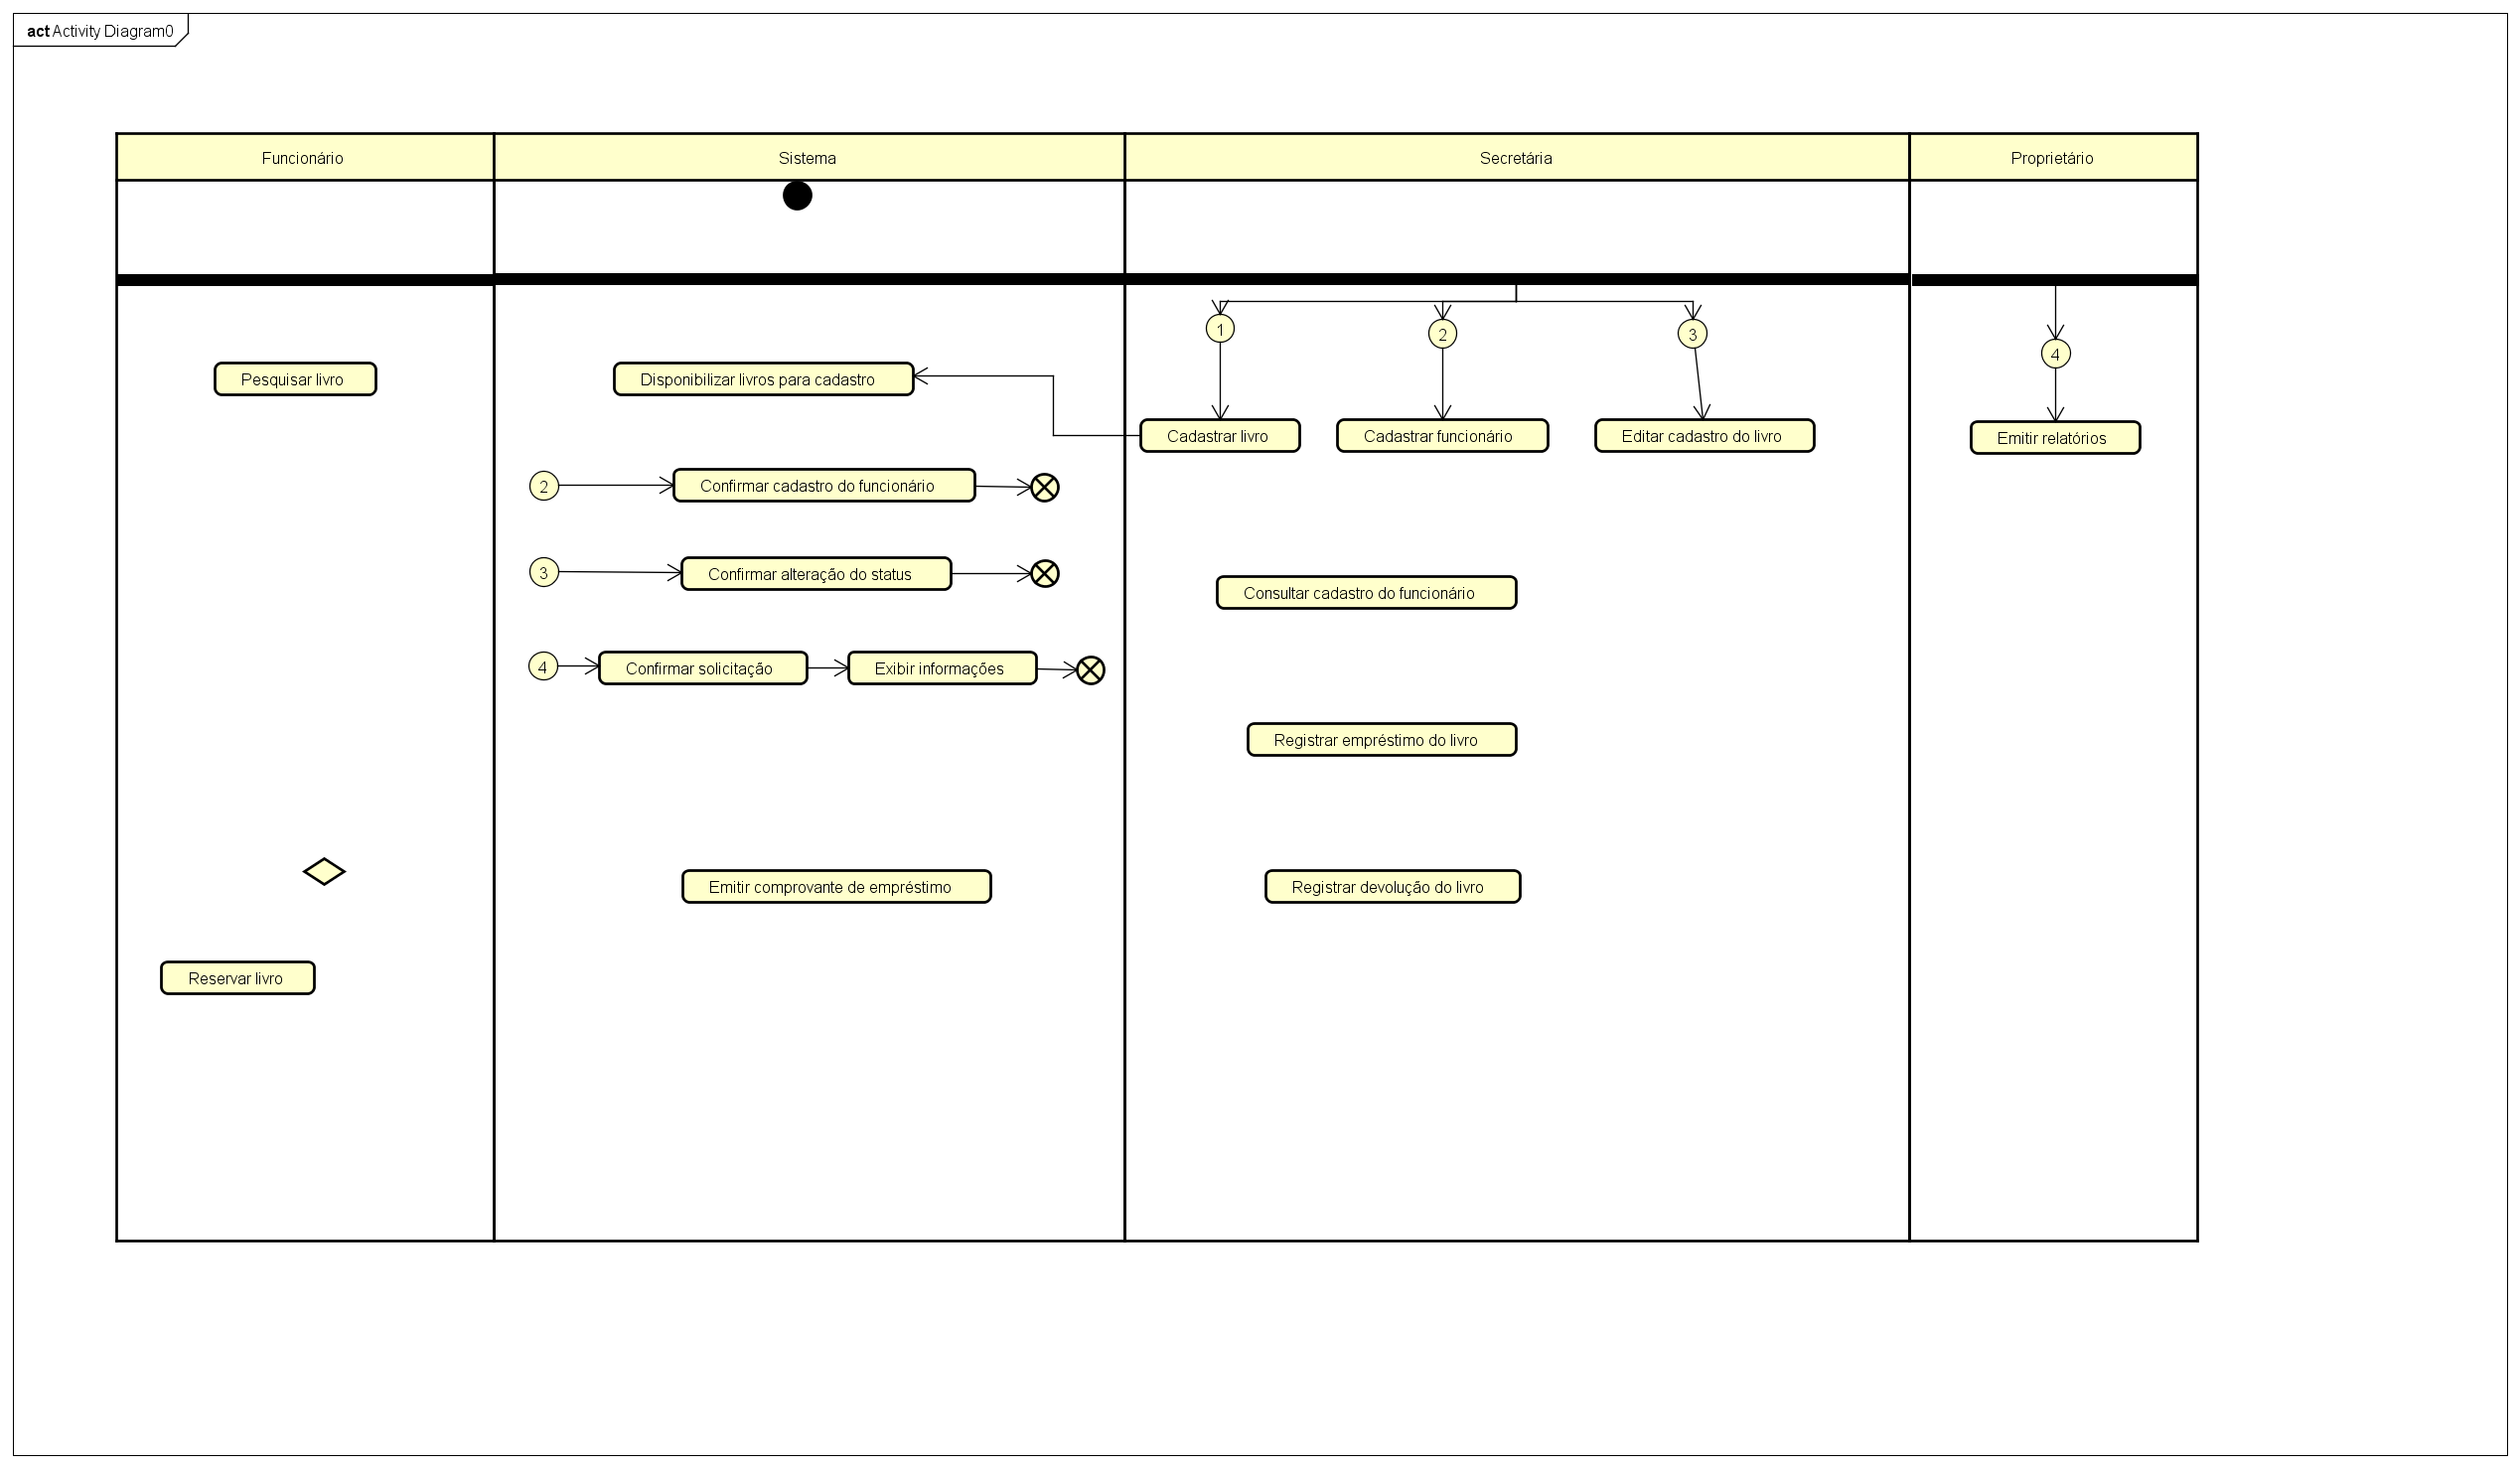 act Activity Diagram0
Funcionário
Sistema
Secretária
Proprietário
1
2
3
4
Pesquisar livro
Disponibilizar livros para cadastro
Cadastrar livro
Cadastrar funcionário
Editar cadastro do livro
Emitir relatórios
2
Confirmar cadastro do funcionário
3
Confirmar alteração do status
Consultar cadastro do funcionário
4
Confirmar solicitação
Exibir informações
Registrar empréstimo do livro
Emitir comprovante de empréstimo
Registrar devolução do livro
Reservar livro